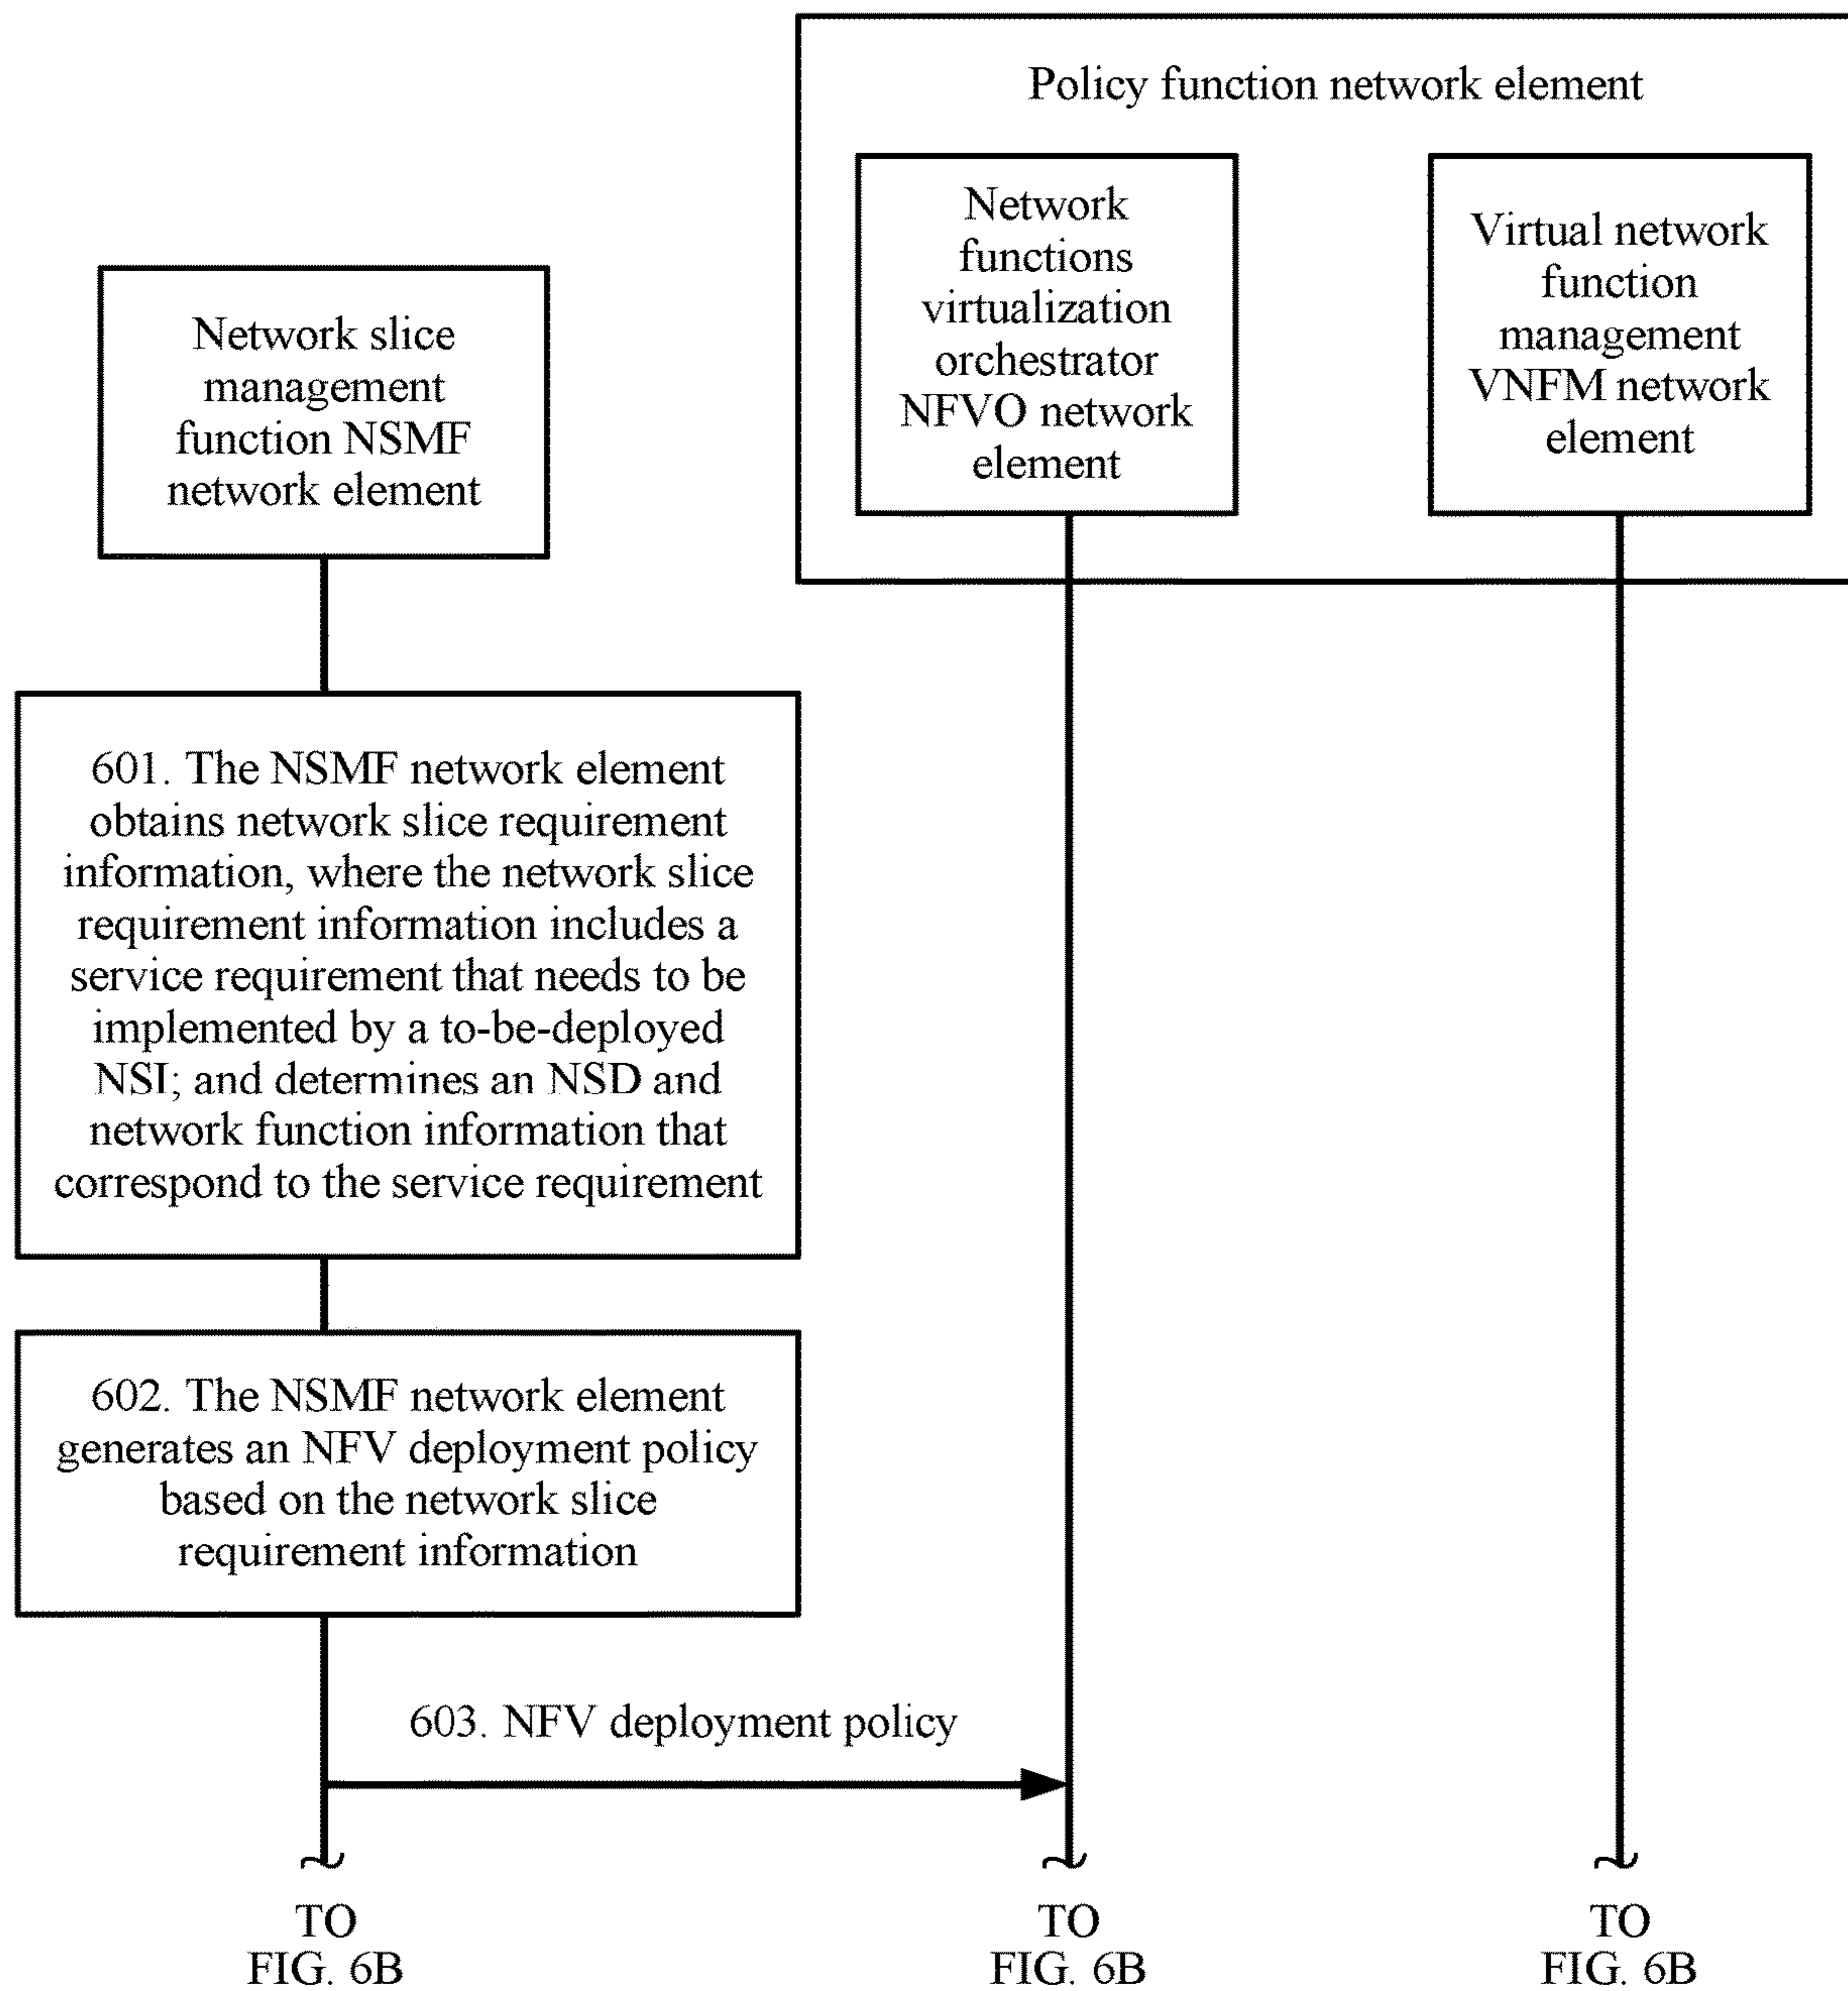 Policy function network element
Network
functions
virtualization
orchestrator
NFVO network
element
Virtual network
function
management
VNFM network
element
Network slice
management
function NSMF
network element
601. The NSMF network element
obtains network slice requirement
information, where the network slice
requirement information includes a
service requirement that needs to be
implemented by a to-be-deployed
NSI; and determines an NSD and
network function information that
correspond to the service requirement
602. The NSMF network element
generates an NFV deployment policy
based on the network slice
requirement information
603. NFV deployment policy
TO
FIG. 6B
TO
FIG. 6B
TO
FIG. 6B